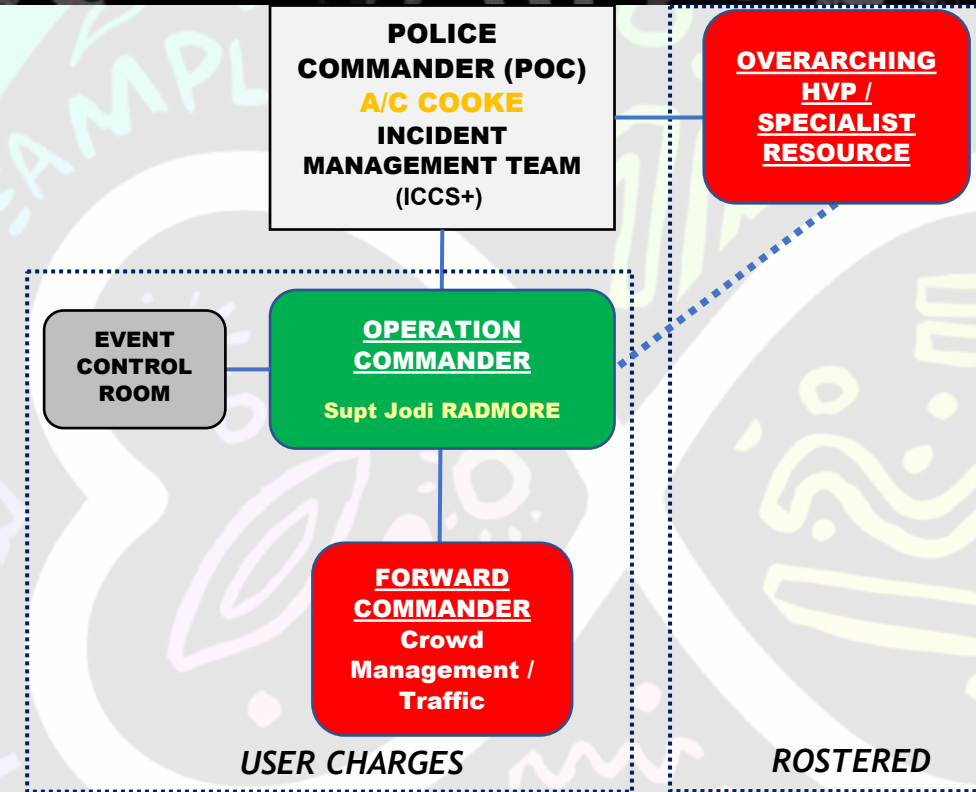 POLICE
COMMANDER (POC)
A/C COOKE
INCIDENT
MANAGEMENT TEAM
(ICCS+)
OVERARCHING
HVP /
SPECIALIST
RESOURCE
EVENT
CONTROL
ROOM
OPERATION
COMMANDER
Supt Jodi RADMORE
FORWARD
COMMANDER
Crowd
Management /
Traffic
USER CHARGES
ROSTERED